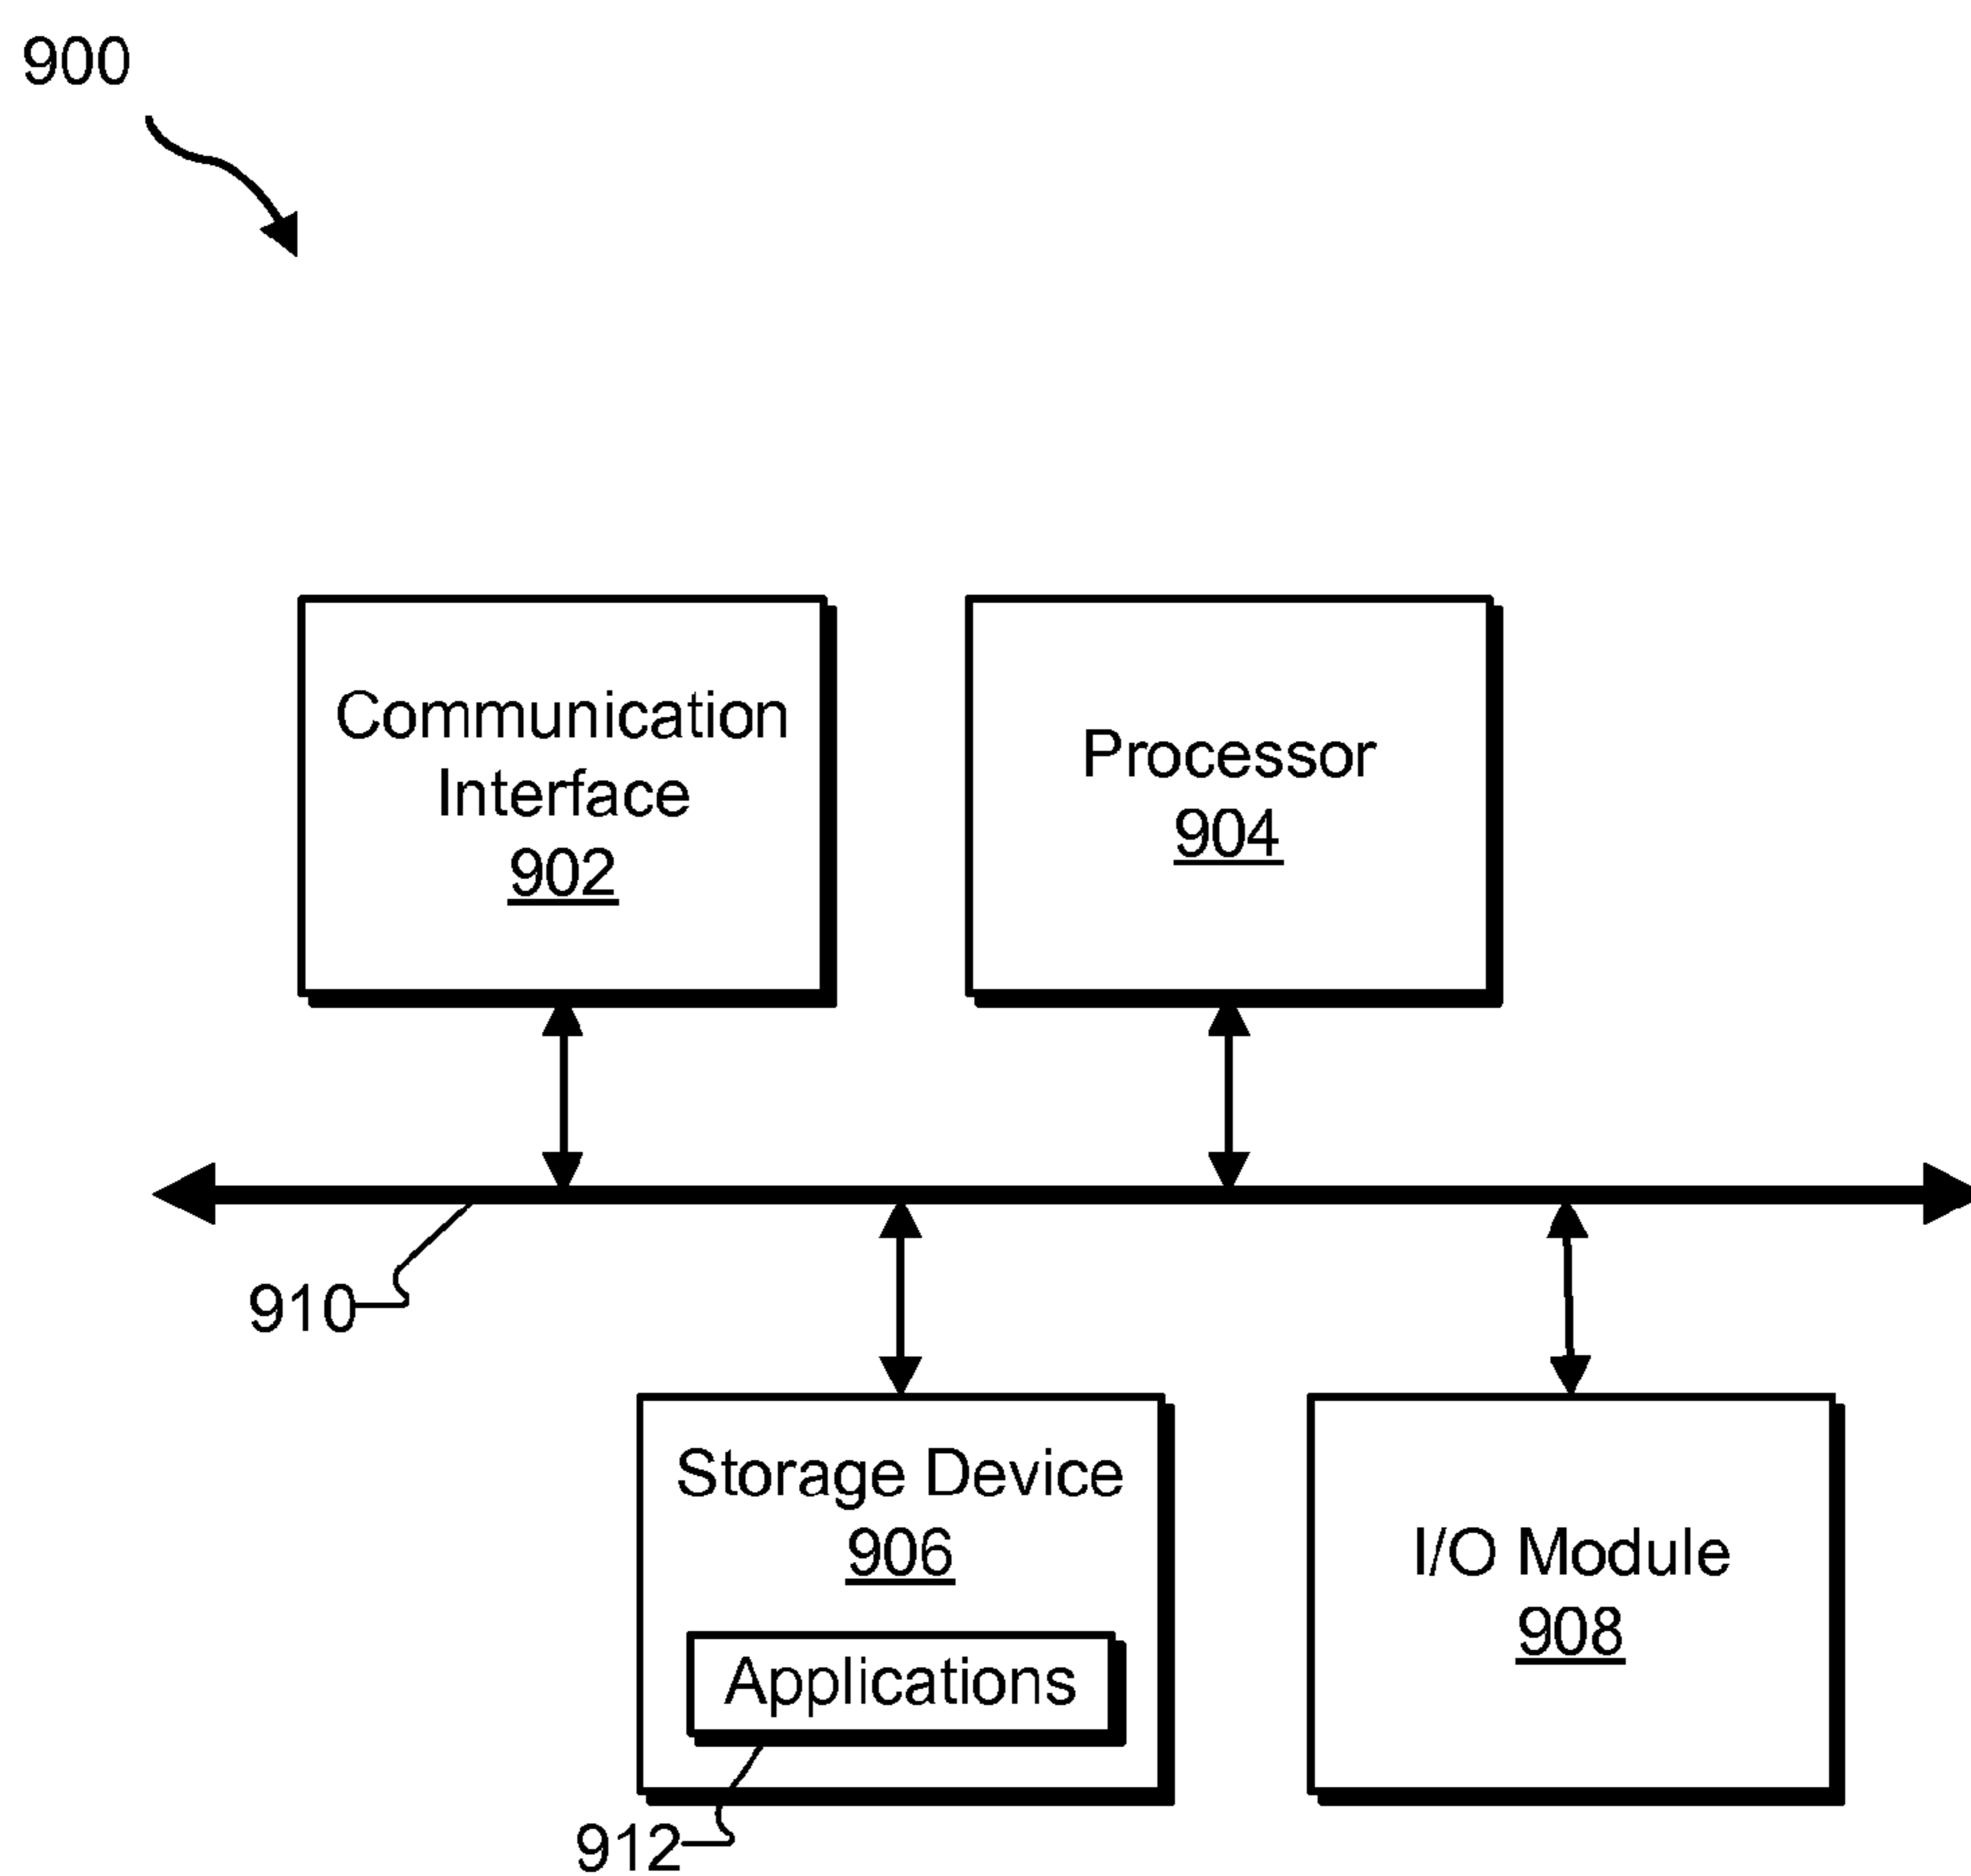 900
Communication
Interface
902
Processor
904
910
Storage Device
906
Applications
912
I/O Module
908